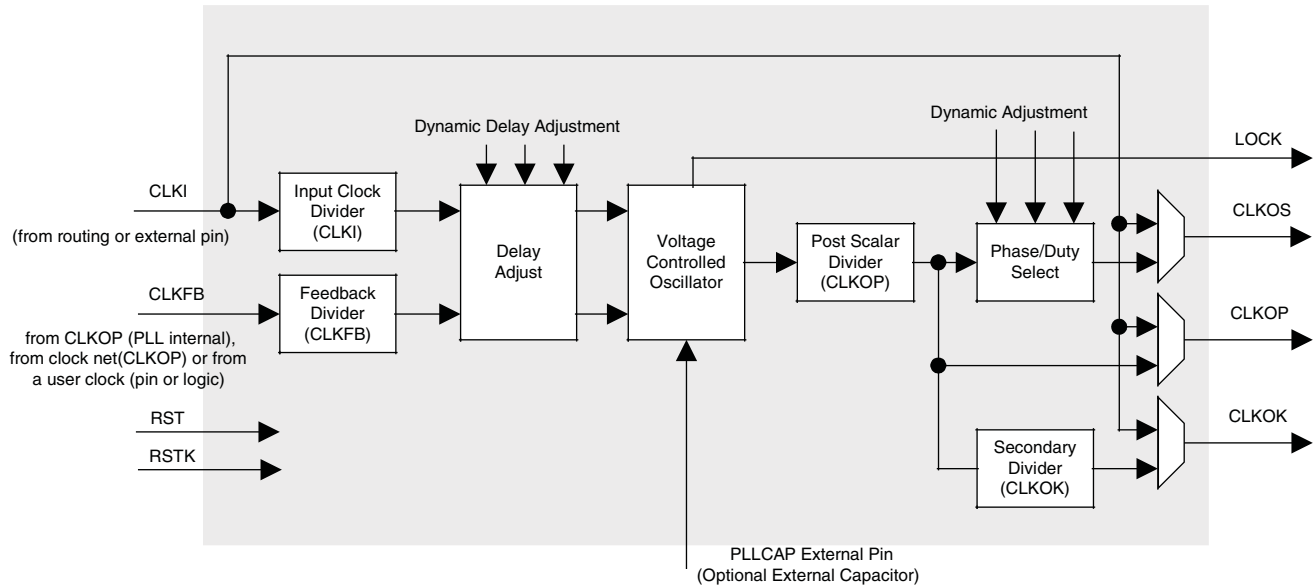 Dynamic Delay Adjustment
Dynamic Adjustment
LOCK
CLKI
(from routing or external pin)
Input Clock
Divider
(CLKI)
Delay
Adjust
Voltage
Controlled
Oscillator
Post Scalar
Divider
(CLKOP)
Phase/Duty
Select
CLKOS
CLKFB
from CLKOP (PLL internal),
from clock net(CLKOP) or from
a user clock (pin or logic)
Feedback
Divider
(CLKFB)
CLKOP
RST
RSTK
Secondary
Divider
(CLKOK)
CLKOK
PLLCAP External Pin
(Optional External Capacitor)